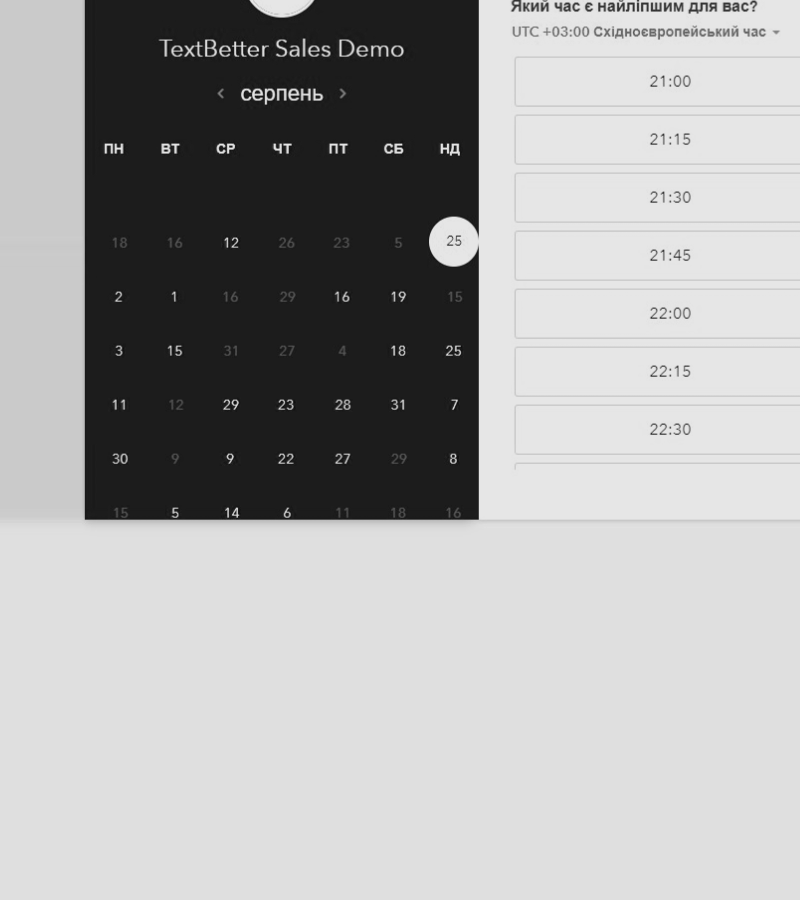 TextBetter Sales Demo
‹ серпень ›
ПН ВТ СР ЧТ ПТ СБ НД
18 16 12 26 23 5 25
2 1 16 29 16 19 15
3 15 31 27 4 18 25
11 12 29 23 28 31 7
30 9 9 22 27 29 8
15 5 14 6 11 18 16
Який час є найліпшим для вас?
UTC +03:00 Східноєвропейський час
21:00
21:15
21:30
21:45
22:00
22:15
22:30